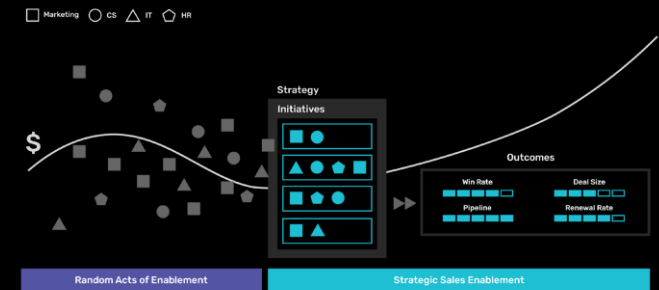 Marketing CS IT HR
Strategy
Initiatives
$
Outcomes
Win Rate Deal Size
Pipeline Renewal Rate
Random Acts of Enablement Strategic Sales Enablement